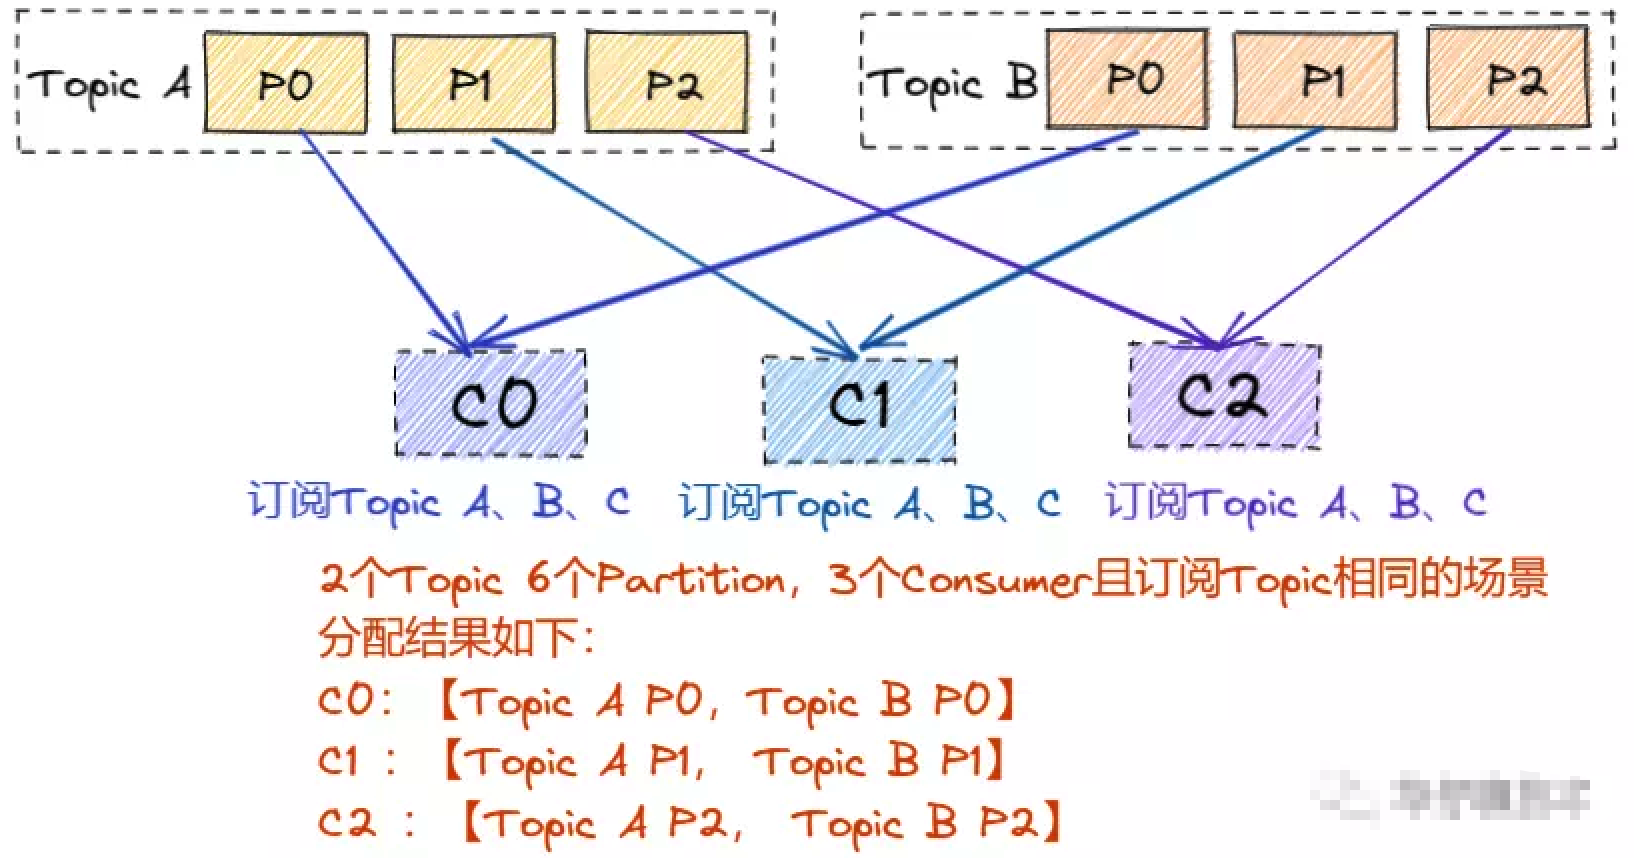 Topic A P0 P1 P2 Topic B P0 P1 P2
C0 C1 C2
订阅Topic A、B、C 订阅Topic A、B、C 订阅Topic A、B、C
2个Topic 6个Partition,3个Consumer且订阅Topic相同的场景
分配结果如下:
C0:【Topic A P0,Topic B P0】
C1 :【Topic A P1, Topic B P1】
C2 :【Topic A P2, Topic B P2】